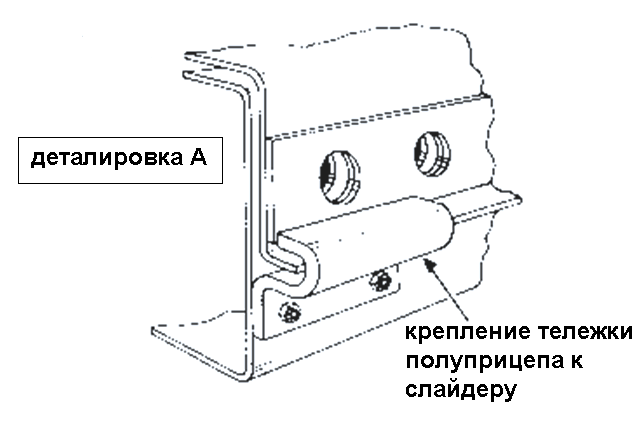 деталировка А
крепление тележки
полуприцепа к
слайдеру